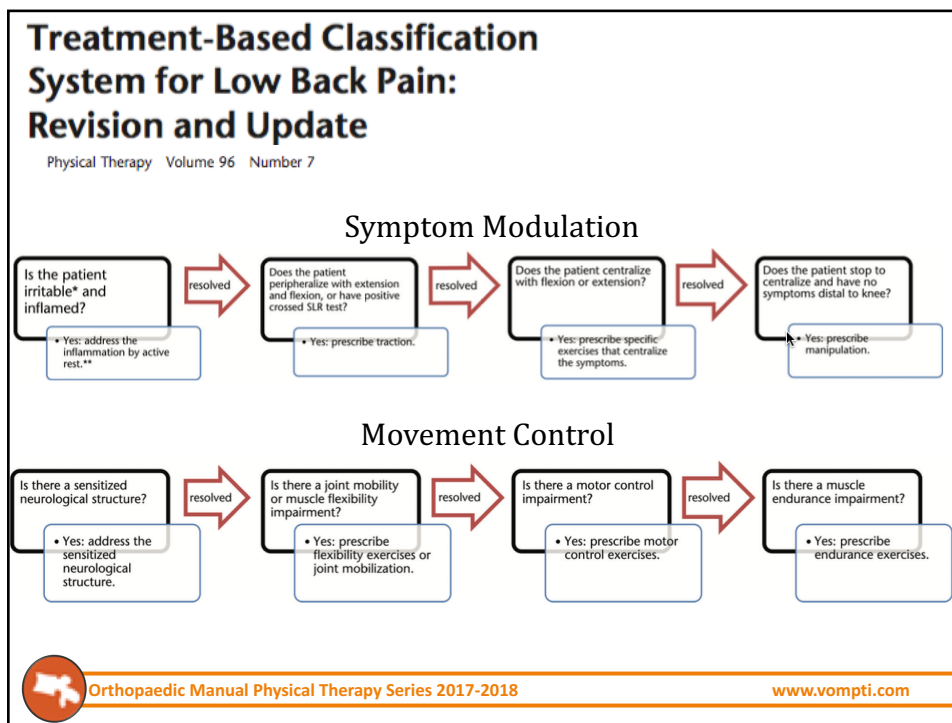 Treatment-Based Classification
System for Low Back Pain:
Revision and Update
Physical Therapy Volume 96 Number 7
Symptom Modulation
Is the patient
irritable* and
inflamed?
• Yes: address the
inflammation by active
rest.**
resolved
Does the patient
peripheralize with extension
and flexion, or have positive
crossed SLR test?
• Yes: prescribe traction.
resolved
Does the patient centralize
with flexion or extension?
• Yes: prescribe specific
exercises that centralize
the symptoms.
resolved
Does the patient stop to
centralize and have no
symptoms distal to knee?
• Yes: prescribe
manipulation.
Movement Control
Is there a sensitized
neurological structure?
• Yes: address the
sensitized
neurological
structure.
resolved
Is there a joint mobility
or muscle flexibility
impairment?
• Yes: prescribe
flexibility exercises or
joint mobilization.
resolved
Is there a motor control
impairment?
• Yes: prescribe motor
control exercises.
resolved
Is there a muscle
endurance impairment?
• Yes: prescribe
endurance exercises.
Orthopaedic Manual Physical Therapy Series 2017-2018
www.vompti.com